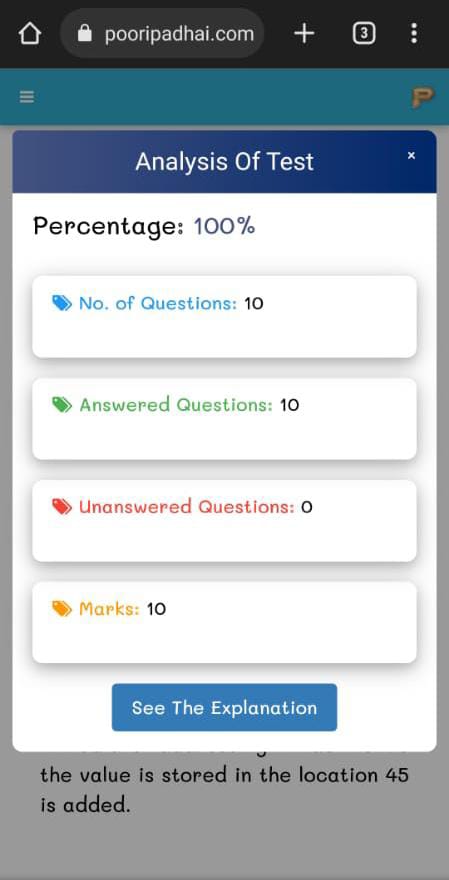 pooripadhai.com
3
P
Analysis Of Test
×
Percentage: 100%
No. of Questions: 10
Answered Questions: 10
Unanswered Questions: 0
Marks: 10
See The Explanation
the value is stored in the location 45
is added.